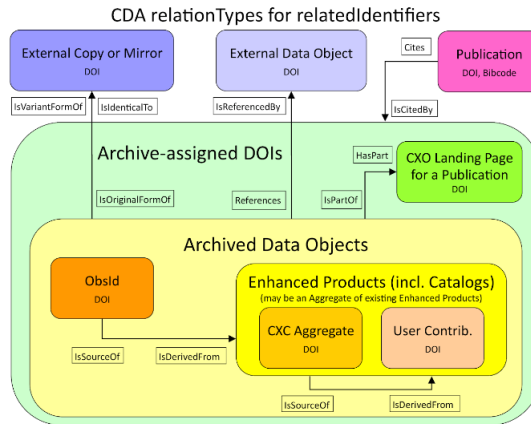 CDA relationTypes for relatedIdentifiers
External Copy or Mirror
DOI
External Data Object
DOI
Publication
DOI, Bibcode
Cites
IsVariantFormOf
IsIdenticalTo
IsReferencedBy
IsCitedBy
Archive-assigned DOIs
HasPart
CXO Landing Page
for a Publication
DOI
IsOriginalFormOf
References
IsPartOf
Archived Data Objects
ObsId
DOI
Enhanced Products (incl. Catalogs)
(may be an Aggregate of existing Enhanced Products)
CXC Aggregate
DOI
User Contrib.
DOI
IsSourceOf
IsDerivedFrom
IsSourceOf
IsDerivedFrom